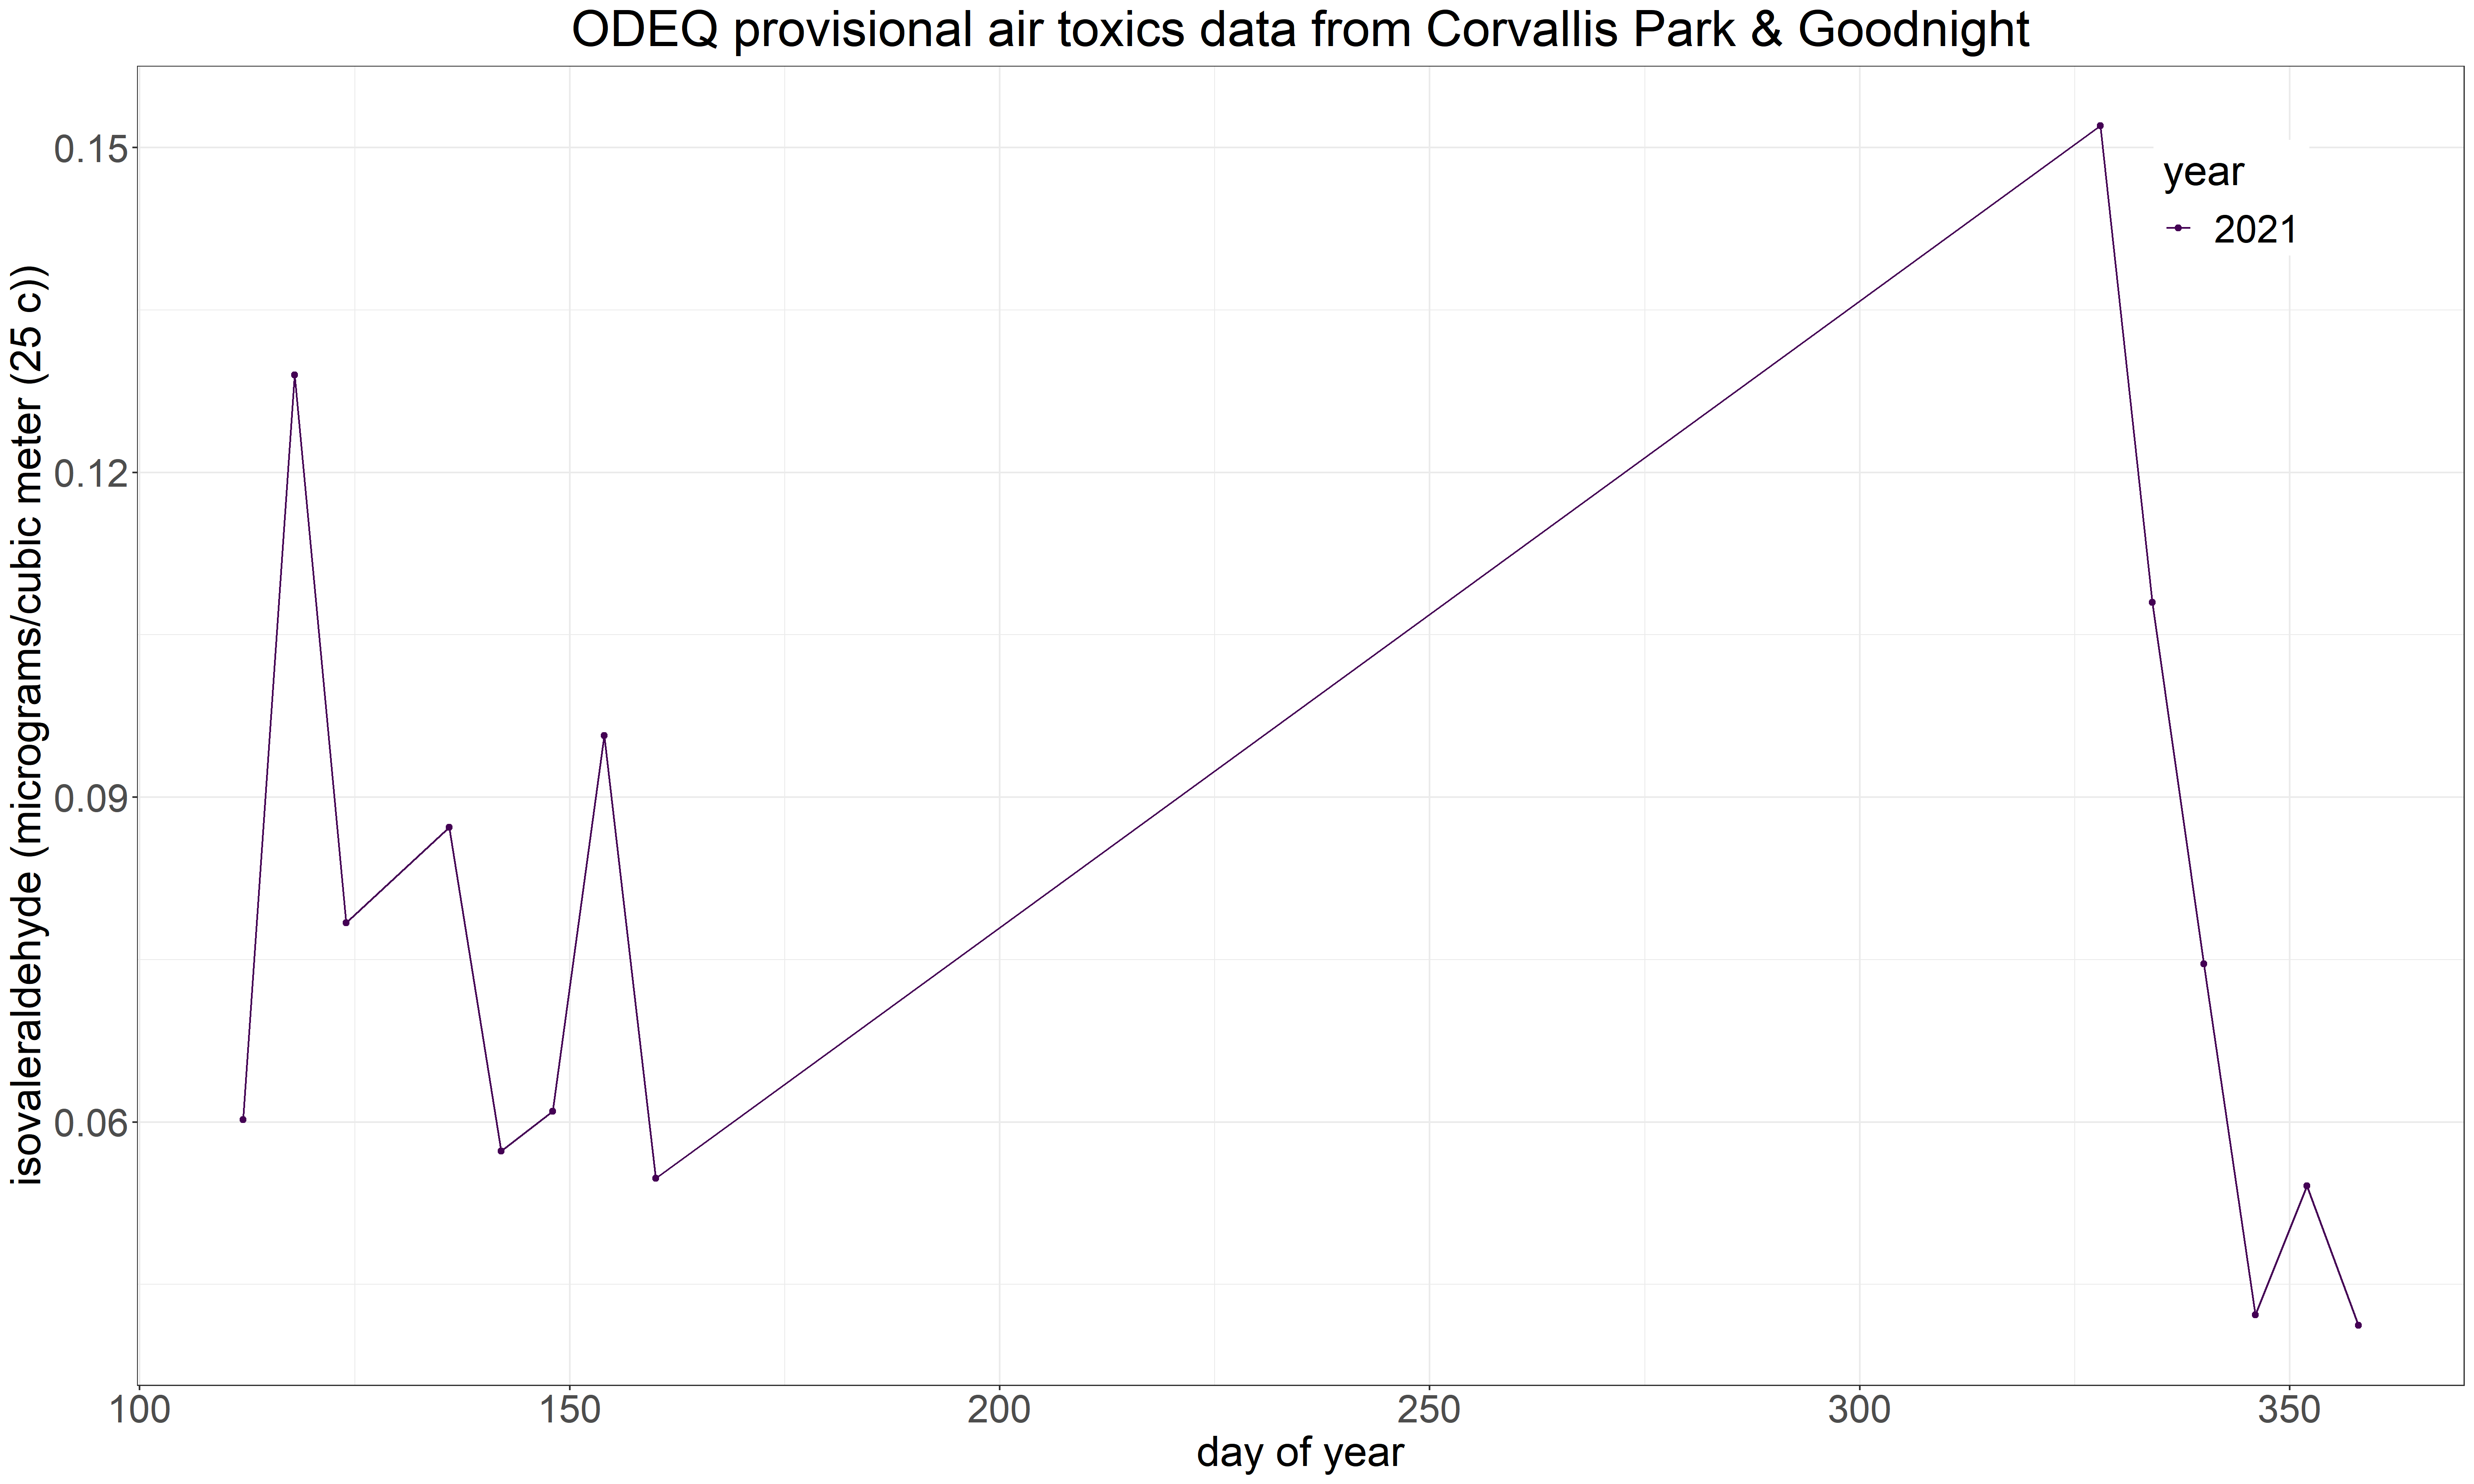 ODEQ provisional air toxics data from Corvallis Park & Goodnight
isovaleraldehyde (micrograms/cubic meter (25 c))
0.15
0.12
0.09
0.06
year
2021
100 150 200 250 300 350
day of year